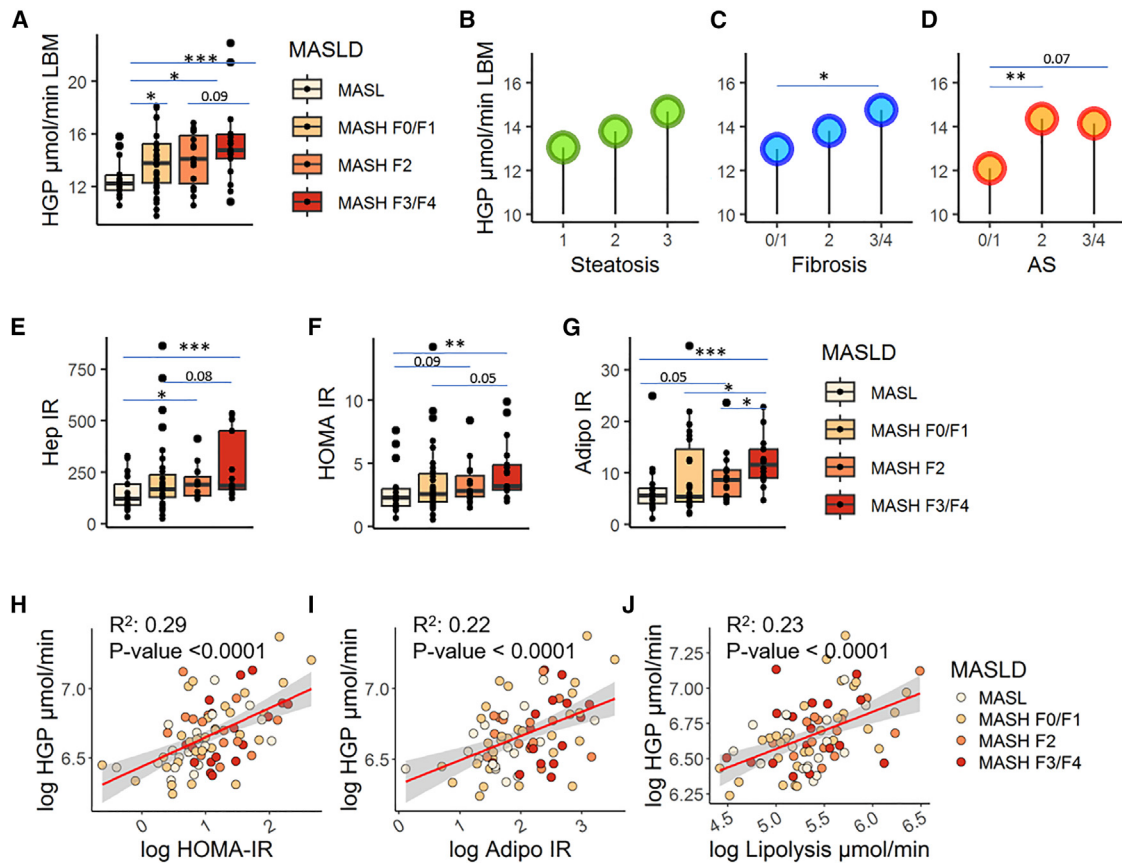 A
HGP µmol/min LBM
20
16
12
***
*
*
0.09
MASLD
MASL
MASH F0/F1
MASH F2
MASH F3/F4
B
HGP µmol/min LBM
16
14
12
10
1 2 3
Steatosis
C
16
14
12
10
*
0/1 2 3/4
Fibrosis
D
16
14
12
10
0.07
**
0/1 2 3/4
AS
E
Hep IR
750
500
250
0
***
0.08
*
F
HOMA IR
10
5
0
**
0.09
0.05
G
Adipo IR
30
20
10
0
***
0.05
*
*
MASLD
MASL
MASH F0/F1
MASH F2
MASH F3/F4
H
R²: 0.29
P-value <0.0001
log HGP µmol/min
7.0
6.5
0 1 2
log HOMA-IR
I
R²: 0.22
P-value < 0.0001
log HGP µmol/min
7.0
6.5
0 1 2 3
log Adipo IR
J
R²: 0.23
P-value < 0.0001
log HGP µmol/min
7.25
7.00
6.75
6.50
6.25
4.5 5.0 5.5 6.0 6.5
log Lipolysis µmol/min
MASLD
MASL
MASH F0/F1
MASH F2
MASH F3/F4